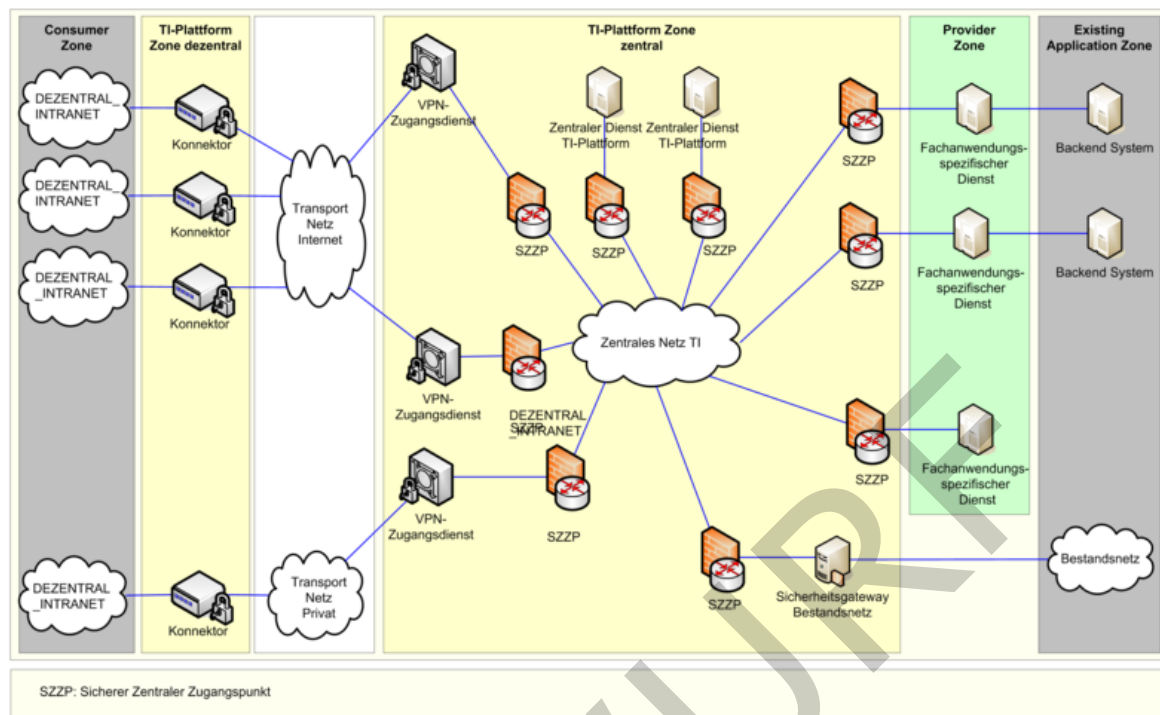 Consumer
Zone
TI-Plattform
Zone dezentral
TI-Plattform Zone
zentral
Provider
Zone
Existing
Application Zone
DEZENTRAL_
INTRANET
Konnektor
DEZENTRAL_
INTRANET
Konnektor
DEZENTRAL
_INTRANET
Konnektor
DEZENTRAL
_INTRANET
Konnektor
Transport
Netz
Internet
Transport
Netz
Privat
VPN-
Zugangsdienst
SZZP
Zentraler Dienst
TI-Plattform
SZZP
Zentraler Dienst
TI-Plattform
SZZP
VPN-
Zugangsdienst
DEZENTRAL
_INTRANET
SZZP
VPN-
Zugangsdienst
SZZP
Zentrales Netz TI
SZZP
Fachanwendungs-
spezifischer
Dienst
Backend System
SZZP
Fachanwendungs-
spezifischer
Dienst
Backend System
SZZP
Fachanwendungs-
spezifischer
Dienst
SZZP
Sicherheitsgateway
Bestandsnetz
Bestandsnetz
SZZP: Sicherer Zentraler Zugangspunkt